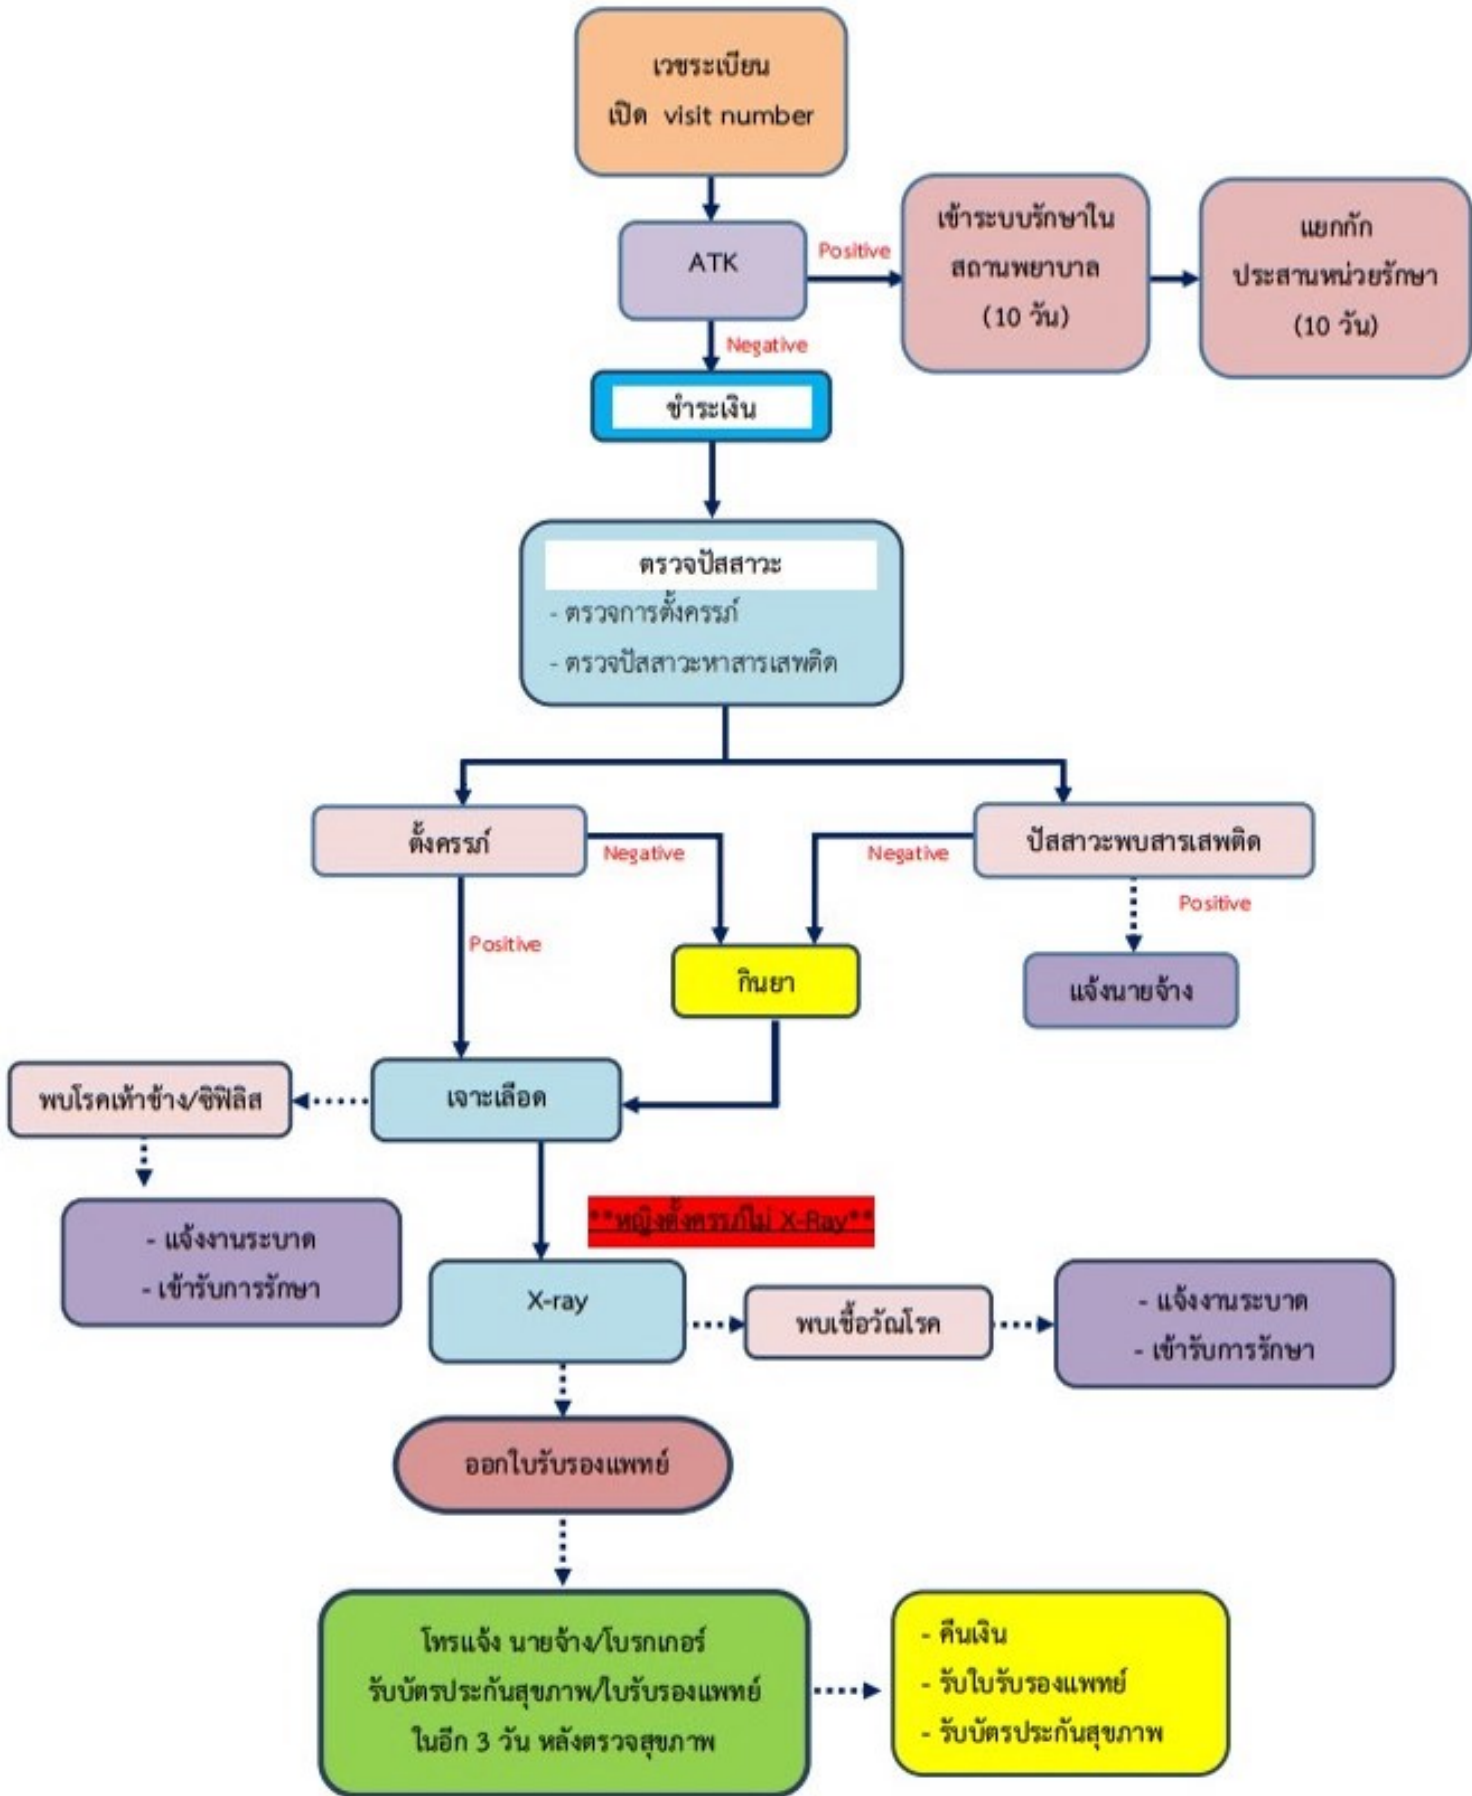 เวชระเบียน
เปิด visit number
ATK
Positive
เข้าระบบรักษาใน
สถานพยาบาล
(10 วัน)
แยกกัก
ประสานหน่วยรักษา
(10 วัน)
Negative
ชำระเงิน
ตรวจปัสสาวะ
- ตรวจการตั้งครรภ์
- ตรวจปัสสาวะหาสารเสพติด
ตั้งครรภ์
Negative
Negative
ปัสสาวะพบสารเสพติด
Positive
Positive
กินยา
แจ้งนายจ้าง
พบโรคเท้าช้าง/ซิฟิลิส
เจาะเลือด
- แจ้งงานระบาด
- เข้ารับการรักษา
**หญิงตั้งครรภ์ไม่ X-Ray**
X-ray
พบเชื้อวัณโรค
- แจ้งงานระบาด
- เข้ารับการรักษา
ออกใบรับรองแพทย์
โทรแจ้ง นายจ้าง/โบรกเกอร์
รับบัตรประกันสุขภาพ/ใบรับรองแพทย์
ในอีก 3 วัน หลังตรวจสุขภาพ
- คืนเงิน
- รับใบรับรองแพทย์
- รับบัตรประกันสุขภาพ